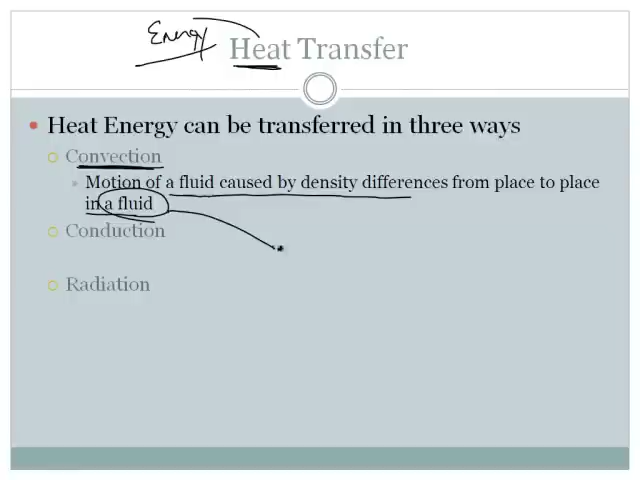 Energy
Heat Transfer
Heat Energy can be transferred in three ways
Convection
Motion of a fluid caused by density differences from place to place
in a fluid
Conduction
Radiation